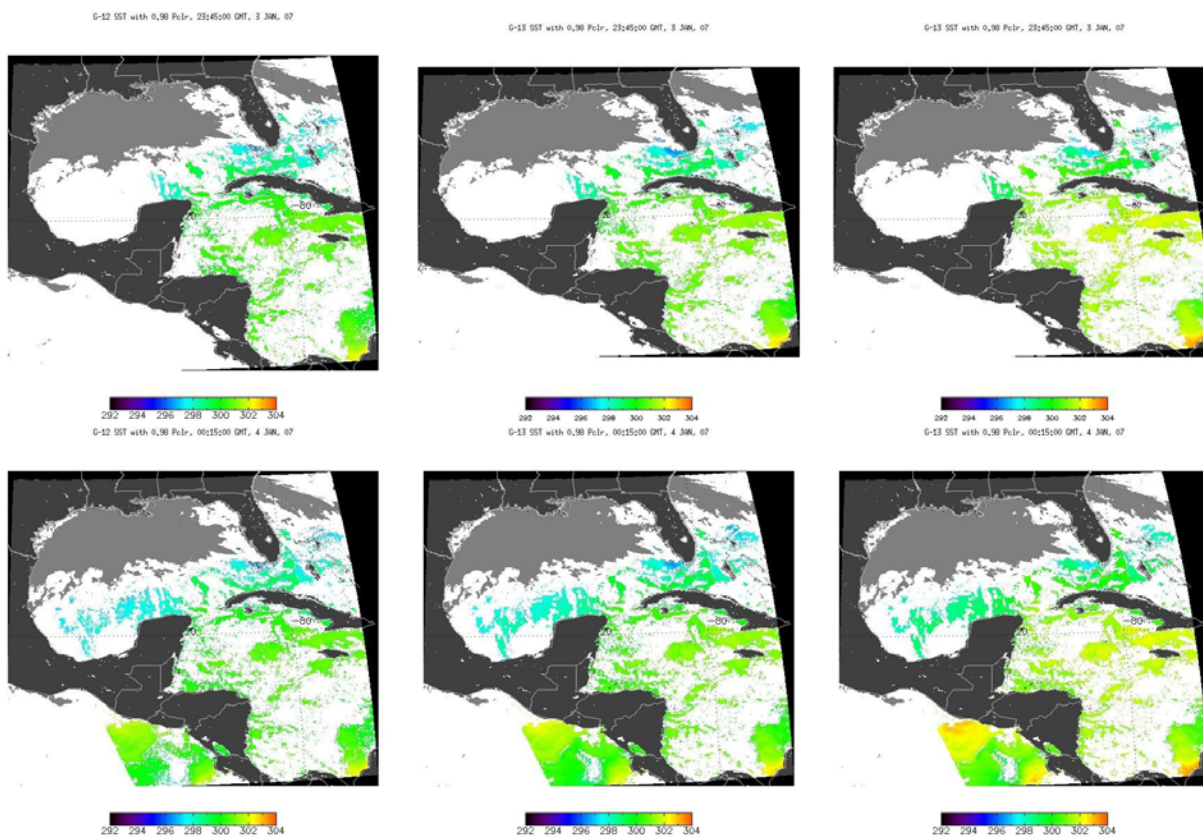 G-12 SST with 0.98 Pclr, 23:45:00 GMT, 3 JAN, 07
G-13 SST with 0.98 Pclr, 23:45:00 GMT, 3 JAN, 07
G-13 SST with 0.98 Pclr, 23:45:00 GMT, 3 JAN, 07
-80
-80
-80
292 294 296 298 300 302 304
292 294 296 298 300 302 304
292 294 296 298 300 302 304
G-12 SST with 0.98 Pclr, 00:15:00 GMT, 4 JAN, 07
G-13 SST with 0.98 Pclr, 00:15:00 GMT, 4 JAN, 07
G-13 SST with 0.98 Pclr, 00:15:00 GMT, 4 JAN, 07
20 -80
20 -80
20 -80
292 294 296 298 300 302 304
292 294 296 298 300 302 304
292 294 296 298 300 302 304